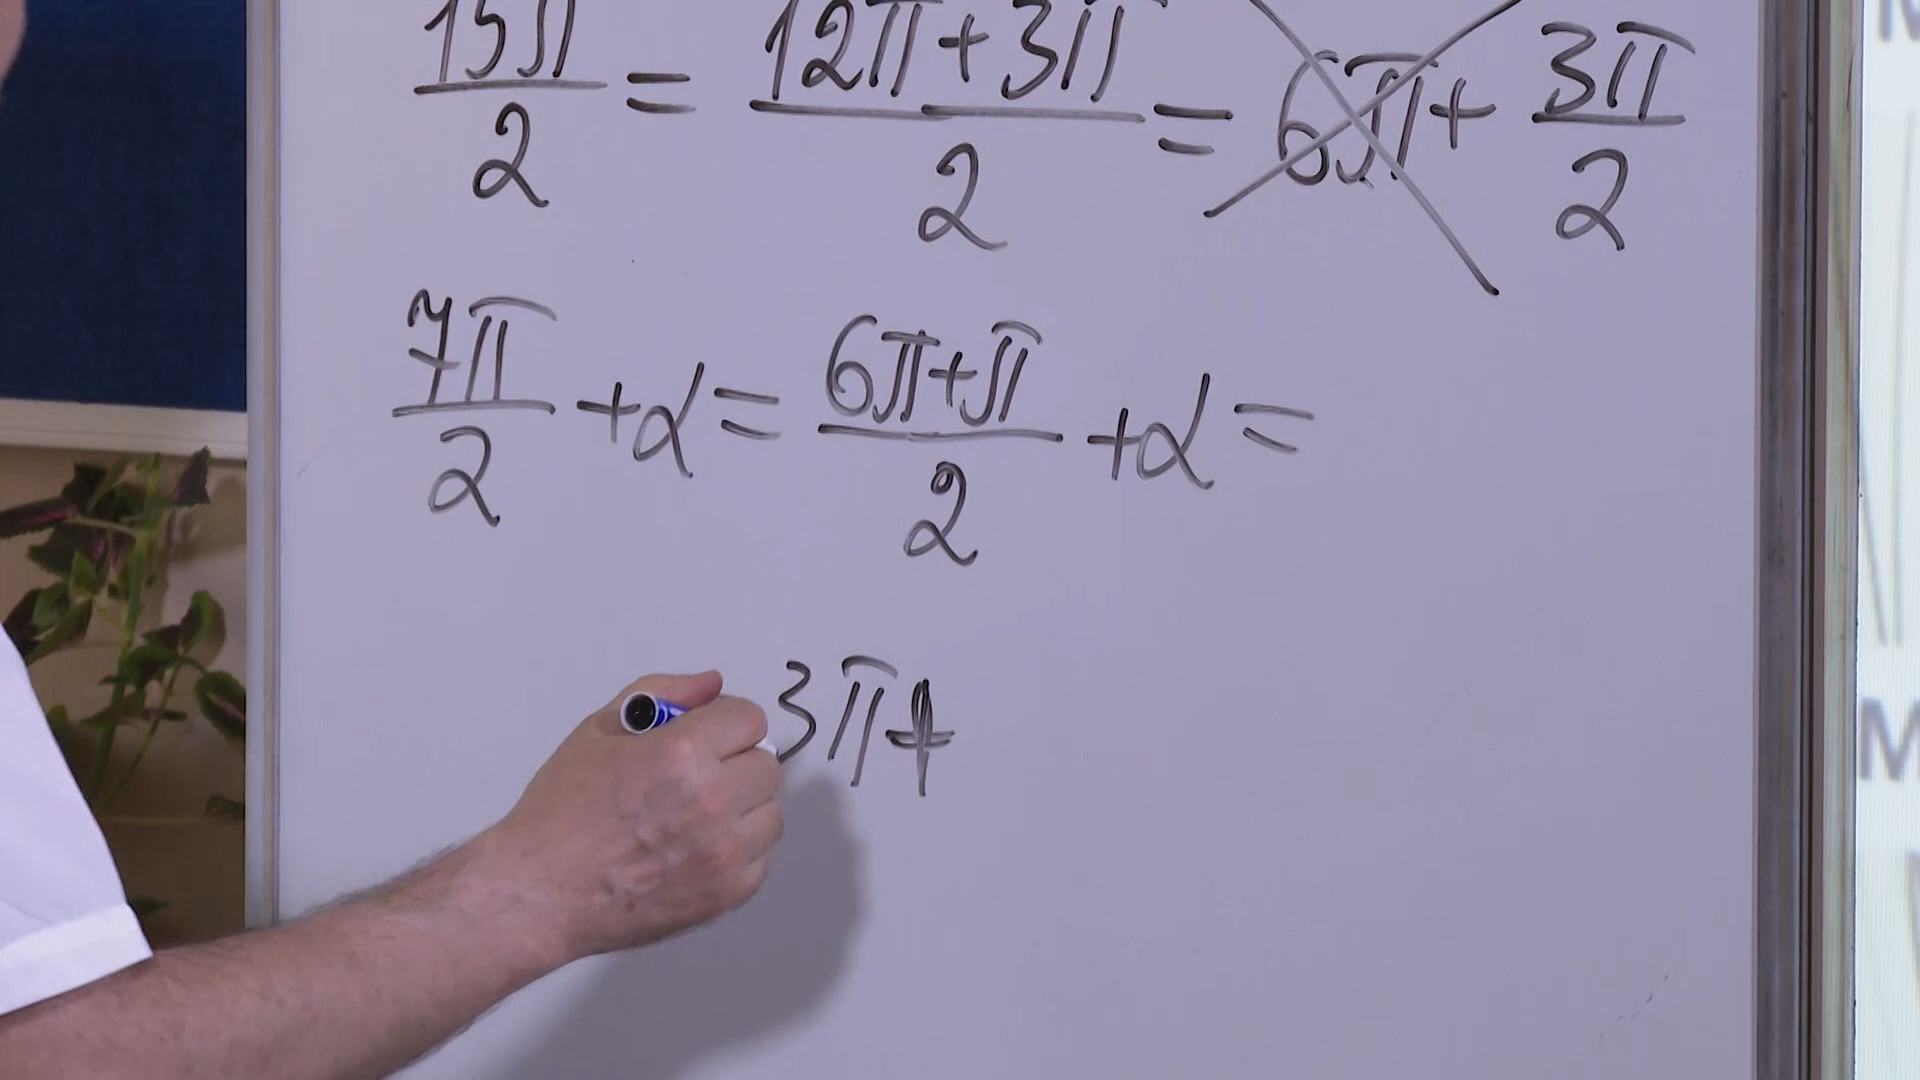 15π/2 = 12π+3π/2 = 6π + 3π/2
7π/2 + α = 6π+π/2 + α =
3π+
M